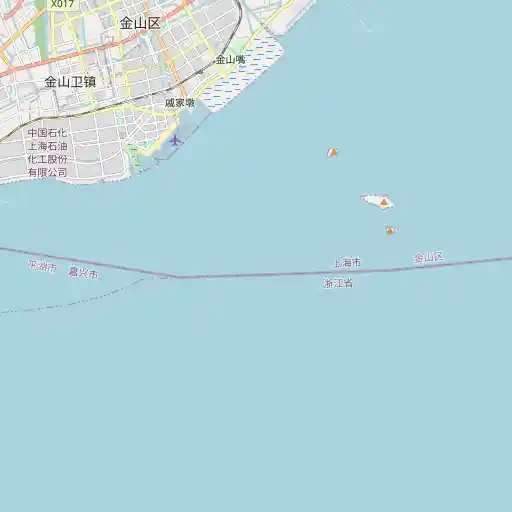 X017
金山区
金山嘴
金山卫镇
戚家墩
中国石化
上海石油
化工股份
有限公司
平湖市 嘉兴市
上海市
金山区
浙江省